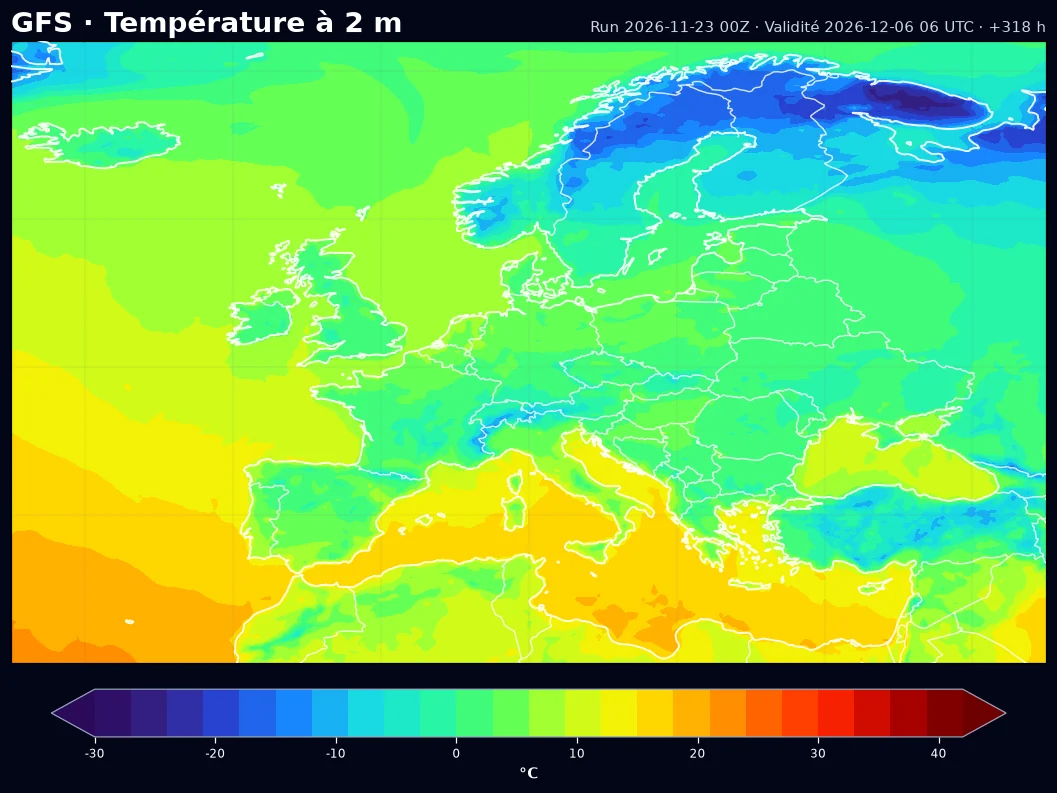 GFS · Température à 2 m
Run 2026-11-23 00Z · Validité 2026-12-06 06 UTC · +318 h
-30 -20 -10 0 10 20 30 40
°C